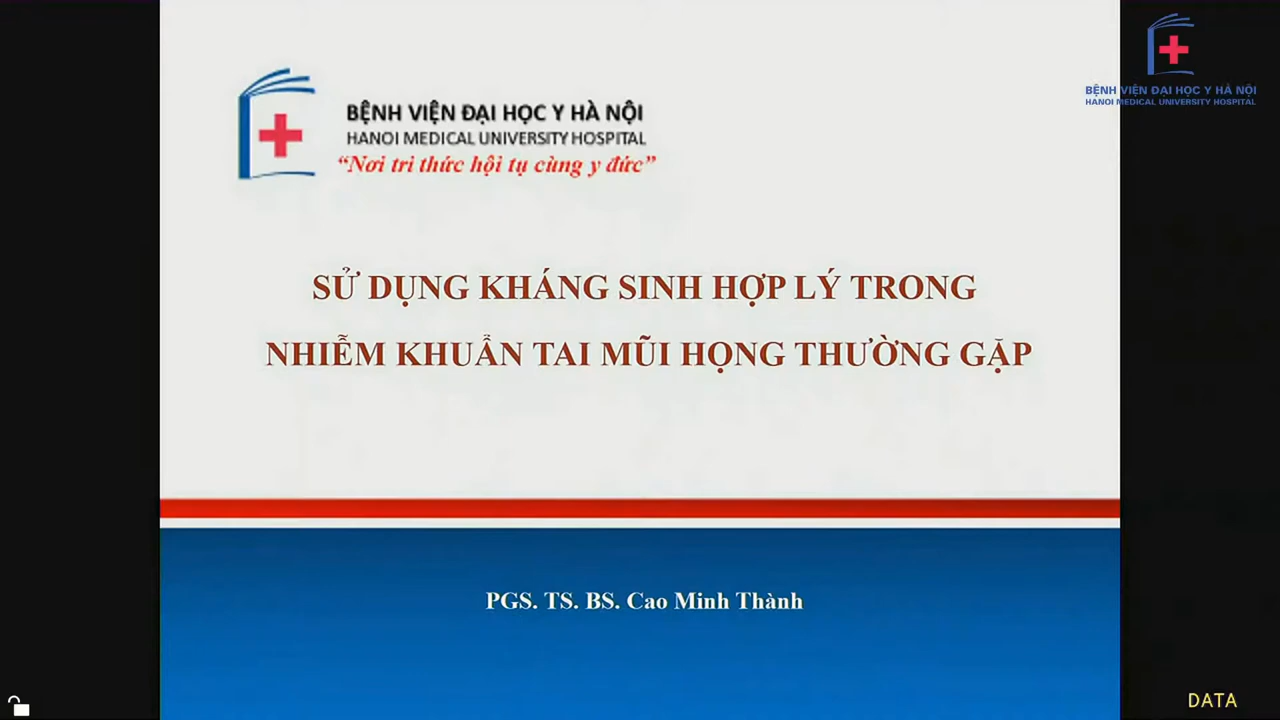 BỆNH VIỆN ĐẠI HỌC Y HÀ NỘI
HANOI MEDICAL UNIVERSITY HOSPITAL
BỆNH VIỆN ĐẠI HỌC Y HÀ NỘI
HANOI MEDICAL UNIVERSITY HOSPITAL
“Nơi tri thức hội tụ cùng y đức”
SỬ DỤNG KHÁNG SINH HỢP LÝ TRONG
NHIỄM KHUẨN TAI MŨI HỌNG THƯỜNG GẶP
PGS. TS. BS. Cao Minh Thành
DATA